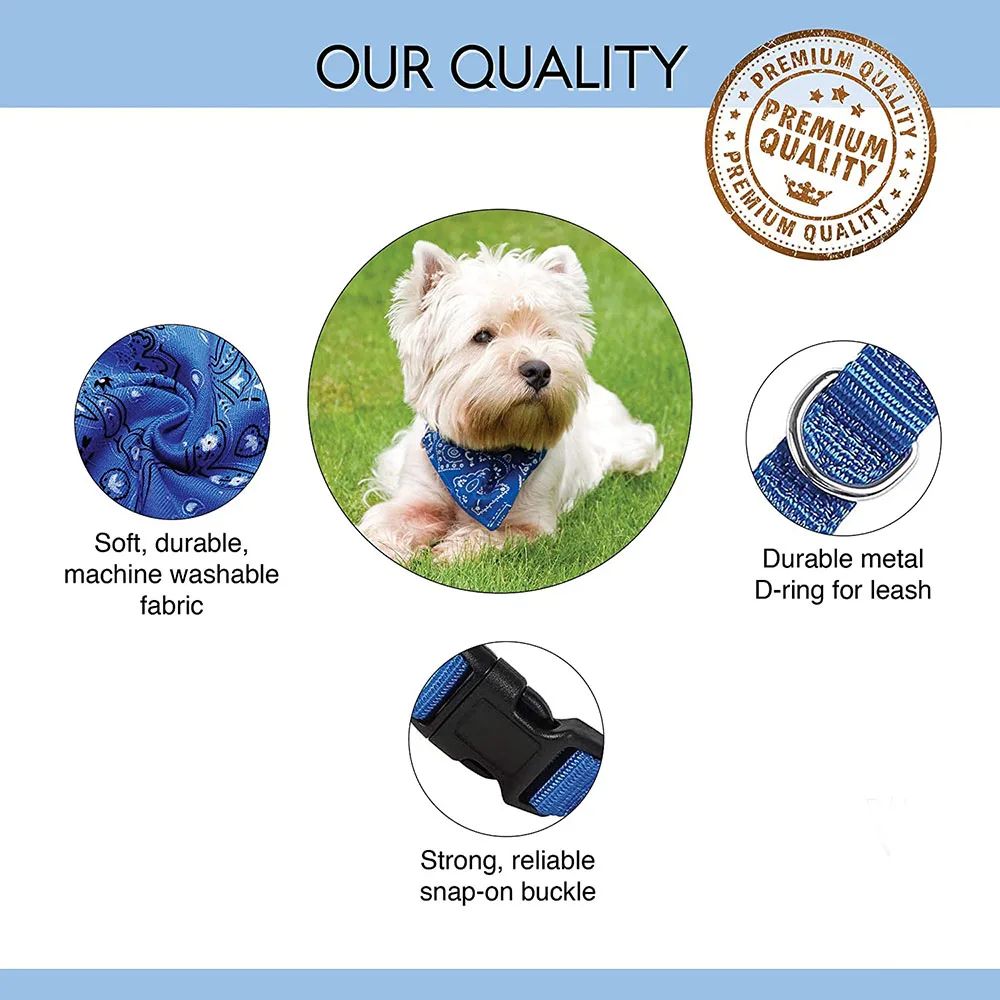 OUR QUALITY
PREMIUM QUALITY
PREMIUM
QUALITY
PREMIUM QUALITY
Soft, durable,
machine washable
fabric
Durable metal
D-ring for leash
Strong, reliable
snap-on buckle